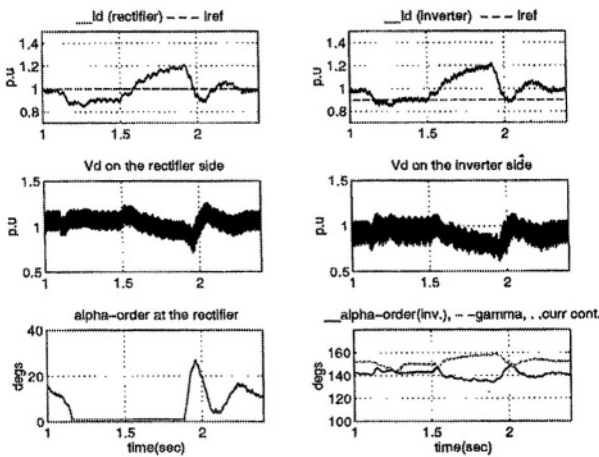 __Id (rectifier) ----Iref
p.u
1.4
1.2
1
0.8
1
1.5
2
__Id (inverter) ----Iref
p.u
1.4
1.2
1
0.8
1
1.5
2
Vd on the rectifier side
p.u
1.5
1
0.5
1
1.5
2
Vd on the inverter side
p.u
1.5
1
0.5
1
1.5
2
alpha-order at the rectifier
degs
40
20
0
1
1.5
2
time(sec)
__alpha-order(inv.), ---gamma, ..curr cont.
degs
160
140
120
100
1
1.5
2
time(sec)